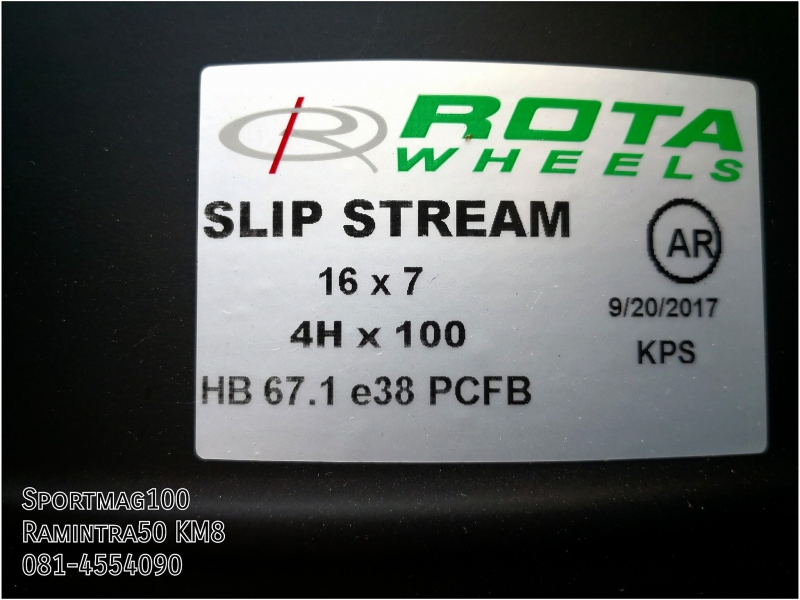 ROTA
WHEELS
SLIP STREAM
AR
16 x 7
9/20/2017
4H x 100
KPS
HB 67.1 e38 PCFB
Sportmag100
Ramintra50 KM8
081-4554090